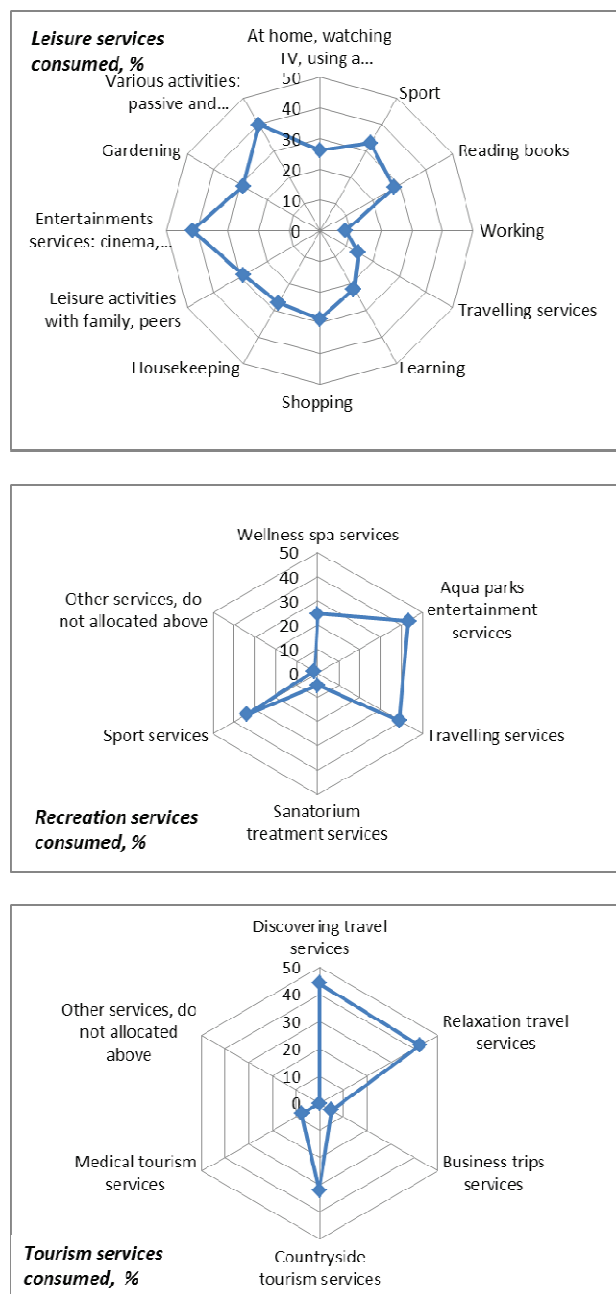 Leisure services
consumed, %
At home, watching
TV, using a...
Various activities:
passive and...
Sport
Gardening
Reading books
Entertainments
services: cinema,...
Working
Leisure activities
with family, peers
Travelling services
Housekeeping
Learning
Shopping
50
40
30
20
10
0
Wellness spa services
Other services, do
not allocated above
Aqua parks
entertainment
services
Sport services
Travelling services
Sanatorium
treatment services
50
40
30
20
10
0
Recreation services
consumed, %
Discovering travel
services
Other services, do
not allocated
above
Relaxation travel
services
Medical tourism
services
Business trips
services
Countryside
tourism services
50
40
30
20
10
0
Tourism services
consumed, %